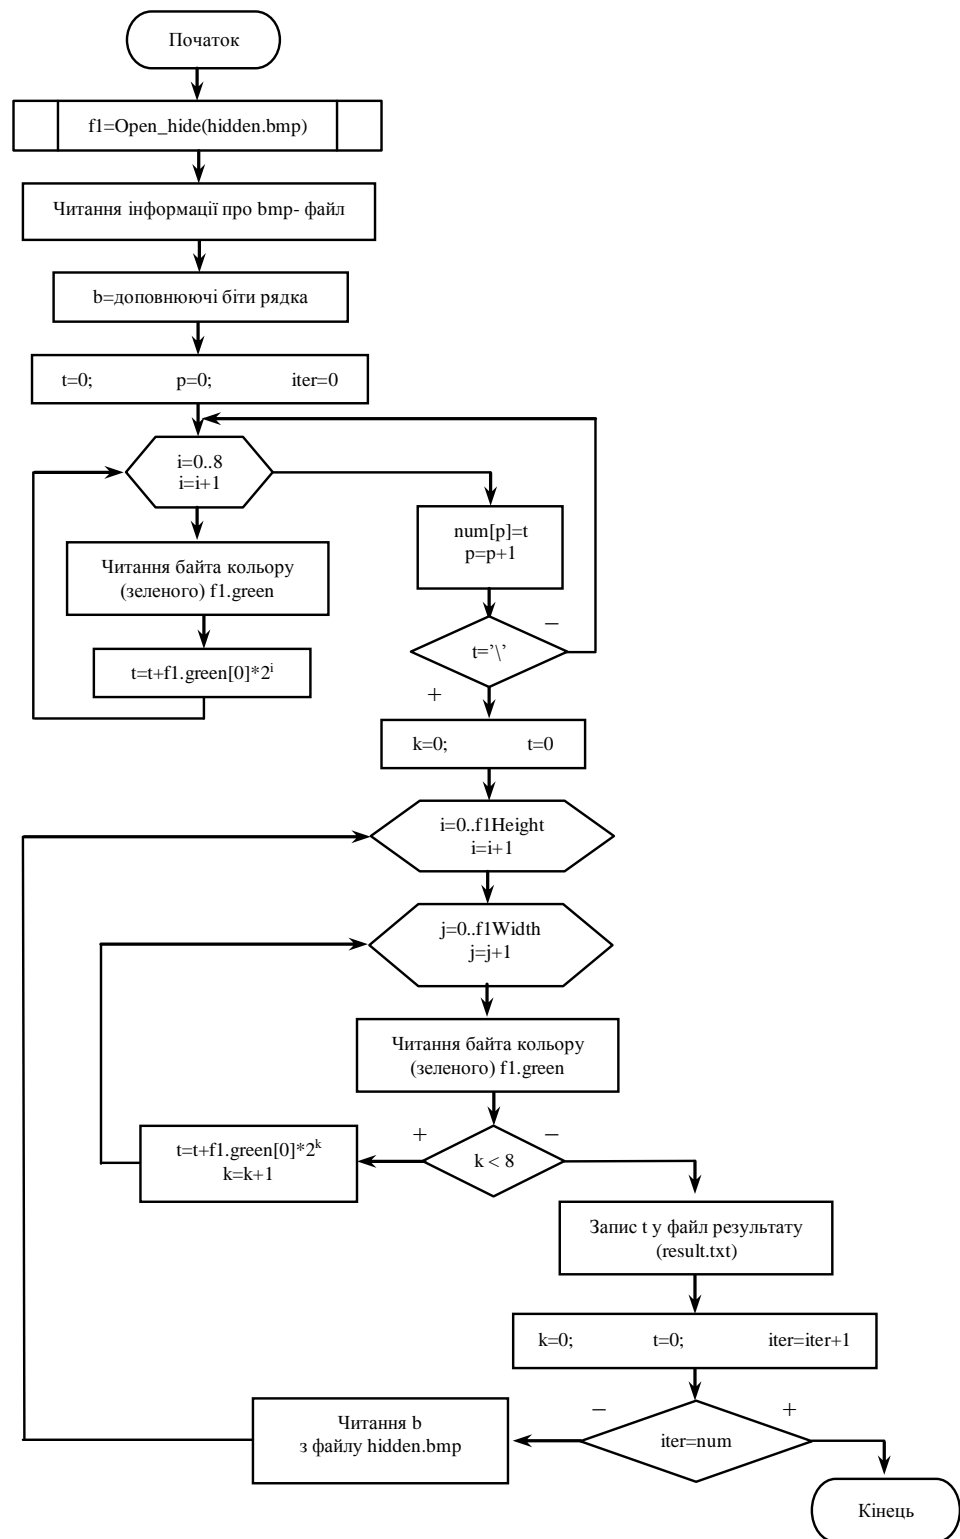 Початок
f1=Open_hide(hidden.bmp)
Читання інформації про bmp- файл
b=доповнюючі біти рядка
t=0; p=0; iter=0
i=0..8
i=i+1
num[p]=t
p=p+1
Читання байта кольору
(зеленого) f1.green
t='\'
–
+
t=t+f1.green[0]*2^i
k=0; t=0
i=0..f1Height
i=i+1
j=0..f1Width
j=j+1
Читання байта кольору
(зеленого) f1.green
+
–
k < 8
t=t+f1.green[0]*2^k
k=k+1
Запис t у файл результату
(result.txt)
k=0; t=0; iter=iter+1
–
+
iter=num
Читання b
з файлу hidden.bmp
Кінець